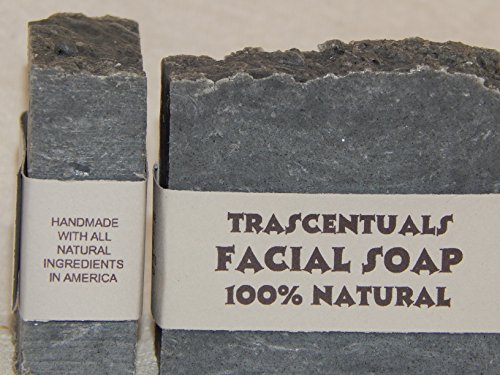 HANDMADE
WITH ALL
NATURAL
INGREDIENTS
IN AMERICA
TRASCENTUALS
FACIAL SOAP
100% NATURAL